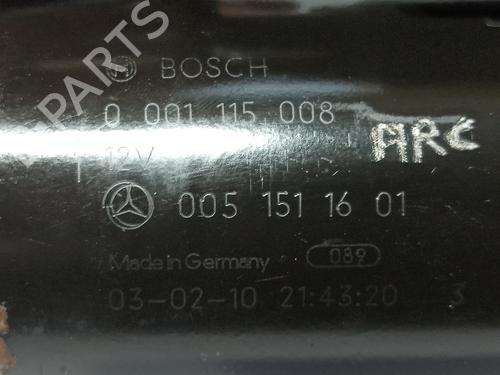 PARTS
BOSCH
0 001 115 008
12V
ARC
005 151 16 01
Made in Germany 089
03-02-10 21:43:20 3